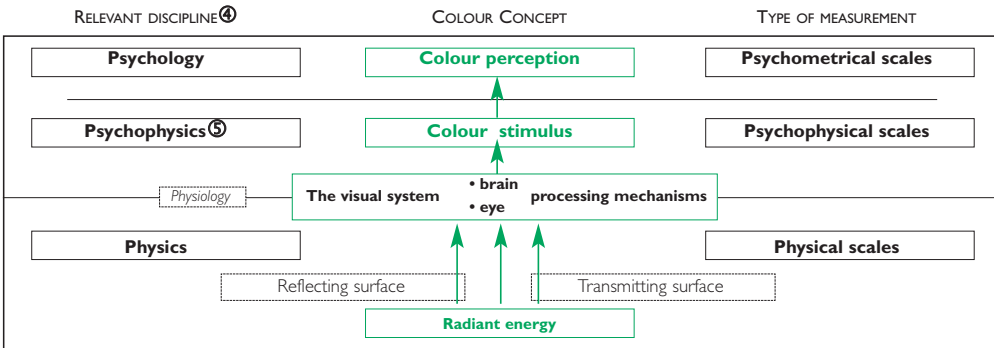 RELEVANT DISCIPLINE④ COLOUR CONCEPT TYPE OF MEASUREMENT
Psychology Colour perception Psychometrical scales
Psychophysics⑤ Colour stimulus Psychophysical scales
Physiology The visual system • brain processing mechanisms
• eye
Physics Physical scales
Reflecting surface Transmitting surface
Radiant energy